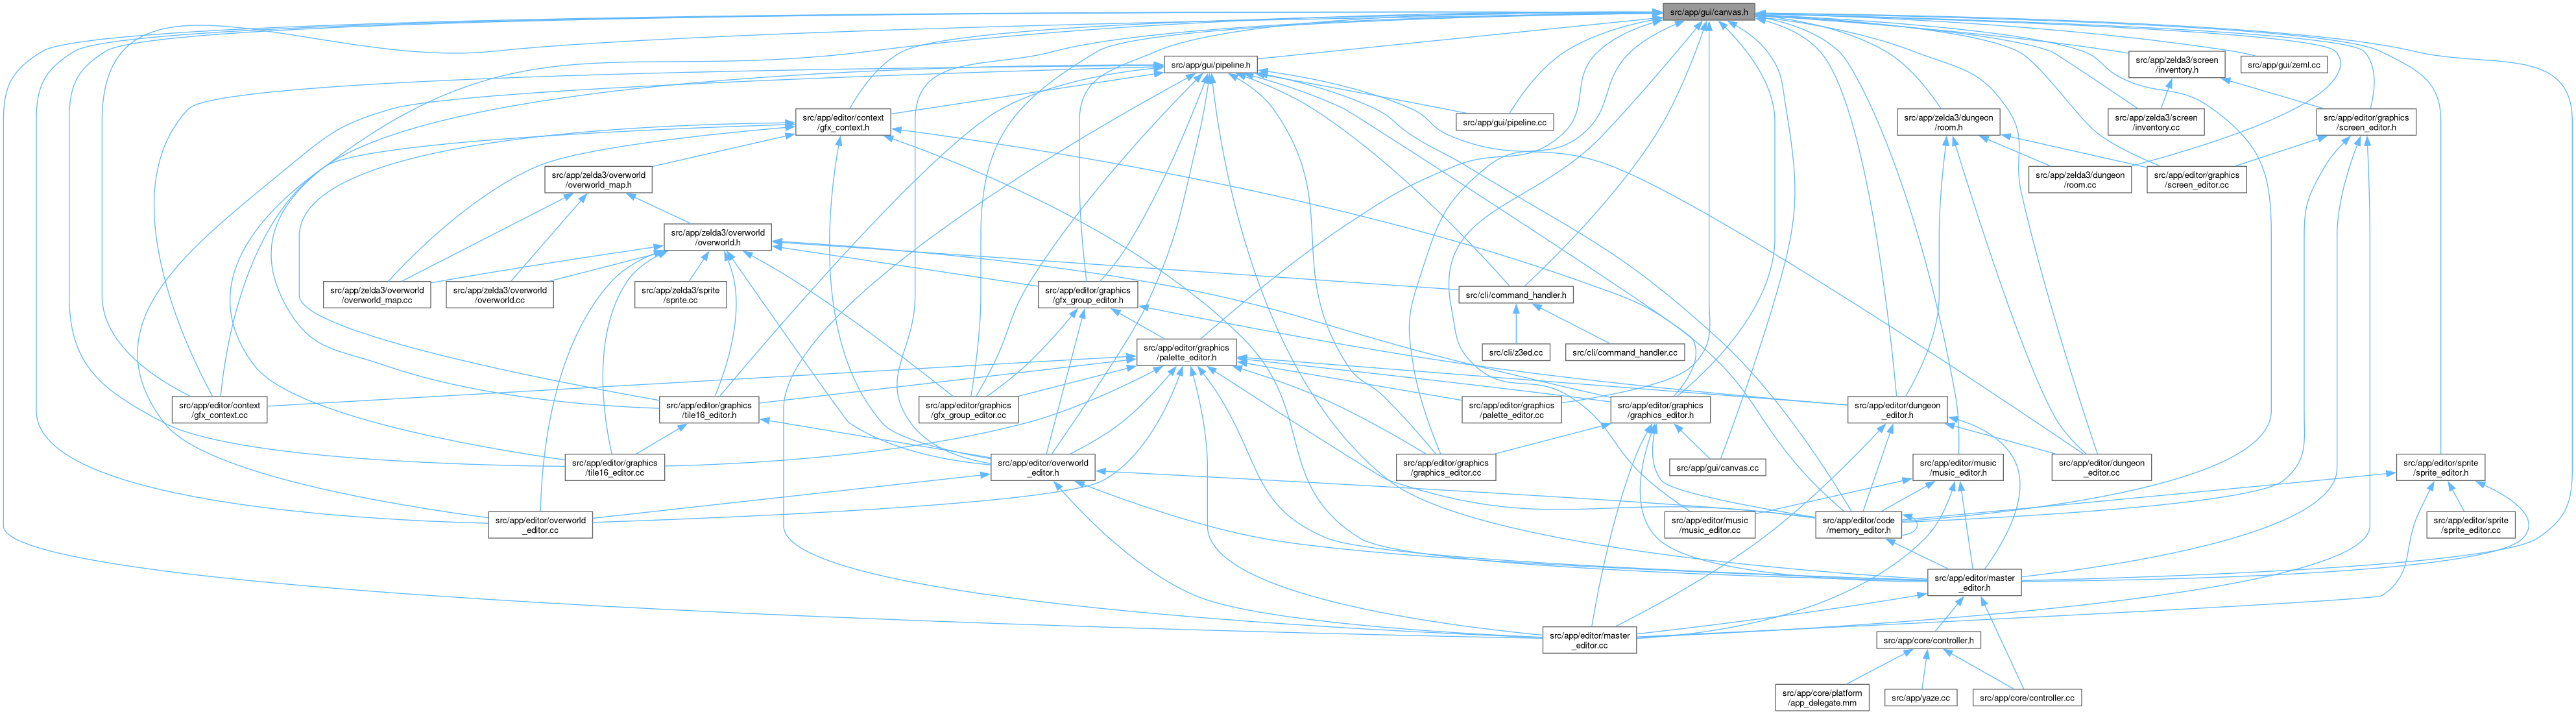 src/app/gui/canvas.h
src/app/gui/pipeline.h
src/app/zelda3/screen
/inventory.h
src/app/gui/zeml.cc
src/app/editor/context
/gfx_context.h
src/app/gui/pipeline.cc
src/app/zelda3/dungeon
/room.h
src/app/zelda3/screen
/inventory.cc
src/app/editor/graphics
/screen_editor.h
src/app/zelda3/overworld
/overworld_map.h
src/app/zelda3/dungeon
/room.cc
src/app/editor/graphics
/screen_editor.cc
src/app/zelda3/overworld
/overworld.h
src/app/zelda3/overworld
/overworld_map.cc
src/app/zelda3/overworld
/overworld.cc
src/app/zelda3/sprite
/sprite.cc
src/app/editor/graphics
/gfx_group_editor.h
src/cli/command_handler.h
src/app/editor/graphics
/palette_editor.h
src/cli/z3ed.cc
src/cli/command_handler.cc
src/app/editor/context
/gfx_context.cc
src/app/editor/graphics
/tile16_editor.h
src/app/editor/graphics
/gfx_group_editor.cc
src/app/editor/graphics
/palette_editor.cc
src/app/editor/graphics
/graphics_editor.h
src/app/editor/dungeon
_editor.h
src/app/editor/graphics
/tile16_editor.cc
src/app/editor/overworld
_editor.h
src/app/editor/graphics
/graphics_editor.cc
src/app/gui/canvas.cc
src/app/editor/music
/music_editor.h
src/app/editor/dungeon
_editor.cc
src/app/editor/sprite
/sprite_editor.h
src/app/editor/overworld
_editor.cc
src/app/editor/music
/music_editor.cc
src/app/editor/code
/memory_editor.h
src/app/editor/sprite
/sprite_editor.cc
src/app/editor/master
_editor.h
src/app/editor/master
_editor.cc
src/app/core/controller.h
src/app/core/platform
/app_delegate.mm
src/app/yaze.cc
src/app/core/controller.cc